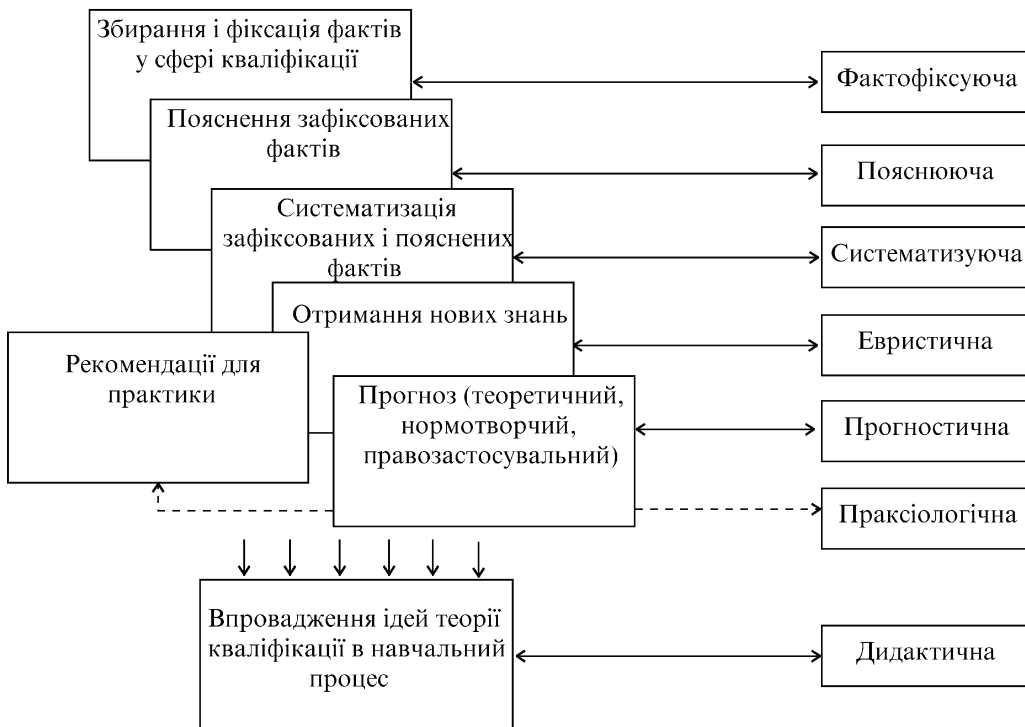 Збирання і фіксація фактів
у сфері кваліфікації
Фактофіксуюча
Пояснення зафіксованих
фактів
Пояснююча
Систематизація
зафіксованих і пояснених
фактів
Систематизуюча
Отримання нових знань
Евристична
Рекомендації для
практики
Прогноз (теоретичний,
нормотворчий,
правозастосувальний)
Прогностична
Праксіологічна
Впровадження ідей теорії
кваліфікації в навчальний
процес
Дидактична